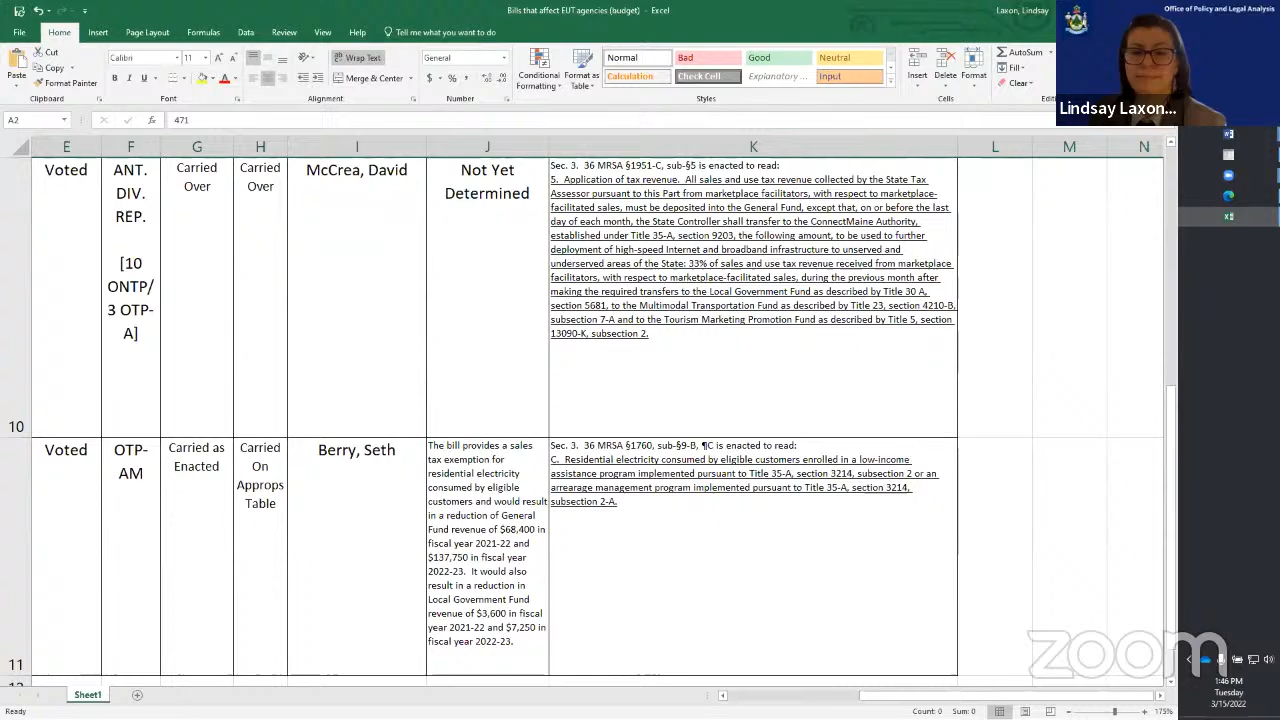 Bills that affect EUT agencies (budget) - Excel
Laxon, Lindsay
Office of Policy and Legal Analysis
File
Home
Insert
Page Layout
Formulas
Data
Review
View
Help
Tell me what you want to do
Cut
Copy
Format Painter
Paste
Clipboard
Calibri
11
B I U
Font
Wrap Text
Merge & Center
Alignment
General
$ % ,
Number
Conditional
Formatting
Format as
Table
Normal
Bad
Good
Neutral
Calculation
Check Cell
Explanatory ...
Input
Styles
Insert
Delete
Format
Cells
AutoSum
Fill
Clear
Lindsay Laxon...
A2
fx
471
E
F
G
H
I
J
K
L
M
N
Voted
ANT.
DIV.
REP.
[10
ONTP/
3 OTP-
A]
Carried
Over
Carried
Over
McCrea, David
Not Yet
Determined
Sec. 3. 36 MRSA §1951-C, sub-§5 is enacted to read:
5. Application of tax revenue. All sales and use tax revenue collected by the State Tax
Assessor pursuant to this Part from marketplace facilitators, with respect to marketplace-
facilitated sales, must be deposited into the General Fund, except that, on or before the last
day of each month, the State Controller shall transfer to the ConnectMaine Authority,
established under Title 35-A, section 9203, the following amount, to be used to further
deployment of high-speed Internet and broadband infrastructure to unserved and
underserved areas of the State: 33% of sales and use tax revenue received from marketplace
facilitators, with respect to marketplace-facilitated sales, during the previous month after
making the required transfers to the Local Government Fund as described by Title 30 A,
section 5681, to the Multimodal Transportation Fund as described by Title 23, section 4210-B,
subsection 7-A and to the Tourism Marketing Promotion Fund as described by Title 5, section
13090-K, subsection 2.
10
Voted
OTP-
AM
Carried as
Enacted
Carried
On
Approps
Table
Berry, Seth
The bill provides a sales
tax exemption for
residential electricity
consumed by eligible
customers and would result
in a reduction of General
Fund revenue of $68,400 in
fiscal year 2021-22 and
$137,750 in fiscal year
2022-23. It would also
result in a reduction in
Local Government Fund
revenue of $3,600 in fiscal
year 2021-22 and $7,250 in
fiscal year 2022-23.
Sec. 3. 36 MRSA §1760, sub-§9-B, ¶C is enacted to read:
C. Residential electricity consumed by eligible customers enrolled in a low-income
assistance program implemented pursuant to Title 35-A, section 3214, subsection 2 or an
arrearage management program implemented pursuant to Title 35-A, section 3214,
subsection 2-A.
11
zoom
Sheet1
Ready
Count: 0
Sum: 0
175%
1:46 PM
Tuesday
3/15/2022